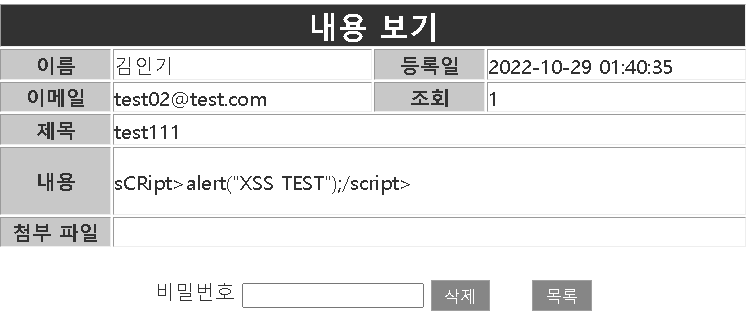 내용 보기
이름 김인기 등록일 2022-10-29 01:40:35
이메일 test02@test.com 조회 1
제목 test111
내용 sCRipt>alert("XSS TEST");/script>
첨부 파일
비밀번호 삭제 목록